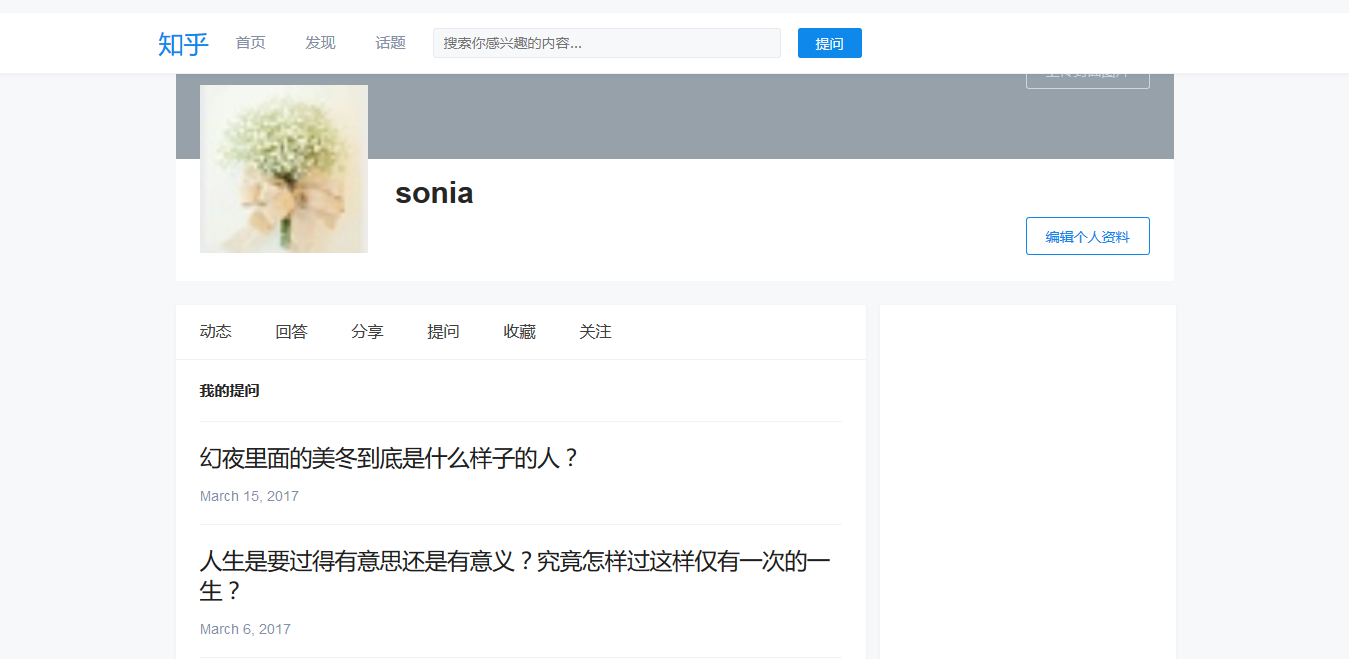 知乎 首页 发现 话题 搜索你感兴趣的内容... 提问
sonia
编辑个人资料
动态 回答 分享 提问 收藏 关注
我的提问
幻夜里面的美冬到底是什么样子的人？
March 15, 2017
人生是要过得有意思还是有意义？究竟怎样过这样仅有一次的一
生？
March 6, 2017